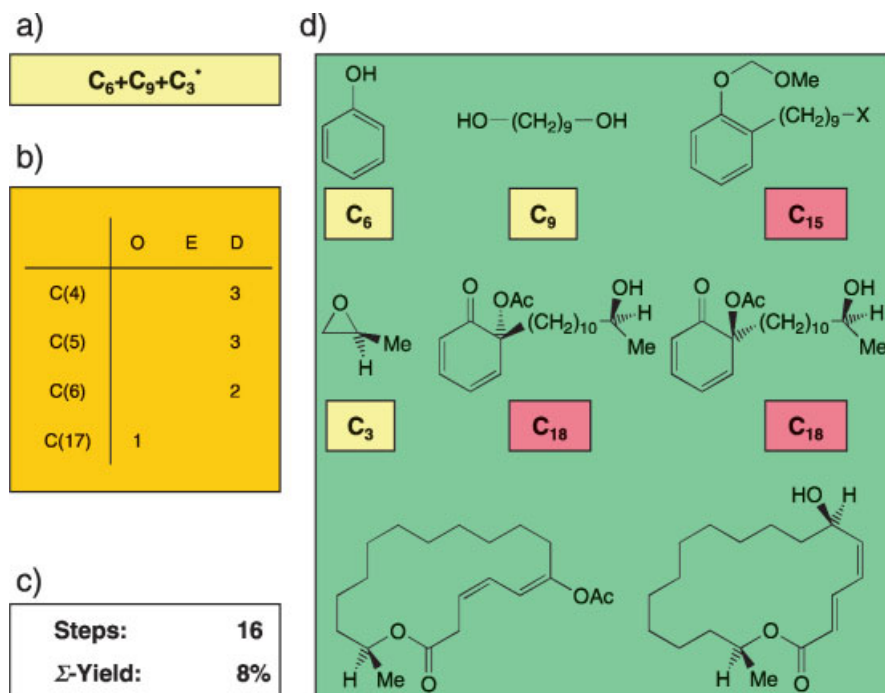 a)
C₆+C₉+C₃*
b)
O E D
C(4) 3
C(5) 3
C(6) 2
C(17) 1
c)
Steps: 16
Σ-Yield: 8%
d)
OH
C₆
HO—(CH₂)₉—OH
C₉
O O OMe
(CH₂)₉—X
C₁₅
O
Me
H
C₃
O OAc OH
(CH₂)₁₀ H
Me
C₁₈
O OAc OH
(CH₂)₁₀ H
Me
C₁₈
OAc
O
H Me O
HO H
O
H Me O